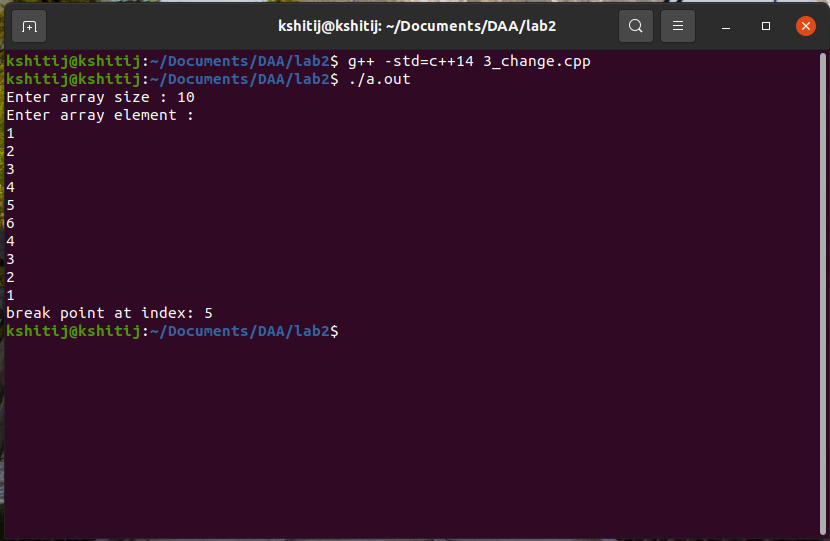 kshitij@kshitij: ~/Documents/DAA/lab2
kshitij@kshitij:~/Documents/DAA/lab2$ g++ -std=c++14 3_change.cpp
kshitij@kshitij:~/Documents/DAA/lab2$ ./a.out
Enter array size : 10
Enter array element :
1
2
3
4
5
6
4
3
2
1
break point at index: 5
kshitij@kshitij:~/Documents/DAA/lab2$